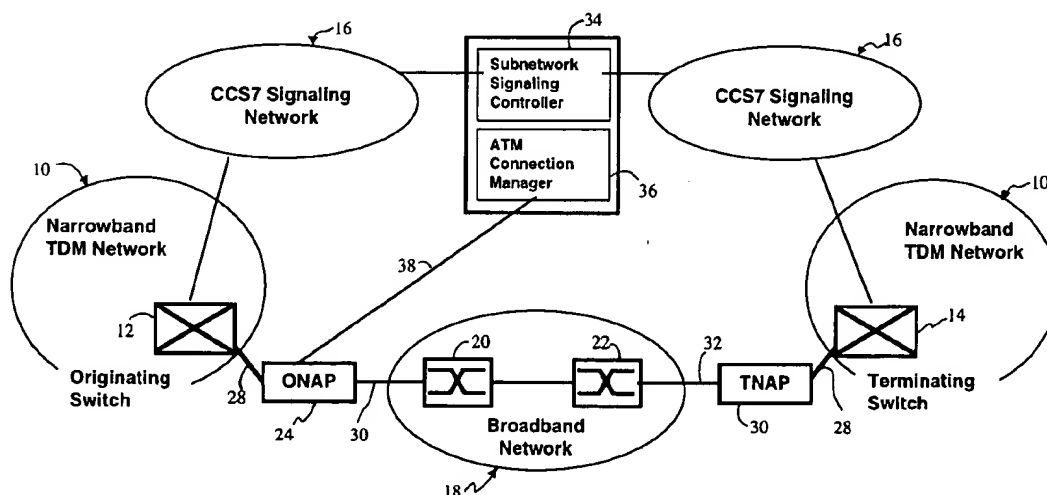 16
34
16
Subnetwork
Signaling
Controller
CCS7 Signaling
Network
CCS7 Signaling
Network
ATM
Connection
Manager
36
10
10
Narrowband
TDM Network
Narrowband
TDM Network
38
12
14
20
22
32
Originating
Switch
28
ONAP
TNAP
Terminating
Switch
24
30
Broadband
Network
30
28
18